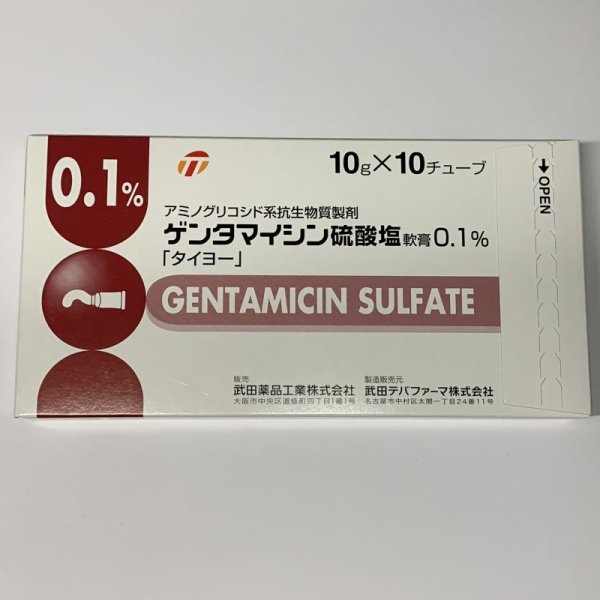 0.1%
10g×10チューブ
→OPEN
アミノグリコシド系抗生物質製剤
ゲンタマイシン硫酸塩軟膏0.1%
「タイヨー」
GENTAMICIN SULFATE
販売
武田薬品工業株式会社
大阪市中央区道修町四丁目1番1号
製造販売元
武田テバファーマ株式会社
名古屋市中村区太閤一丁目24番11号